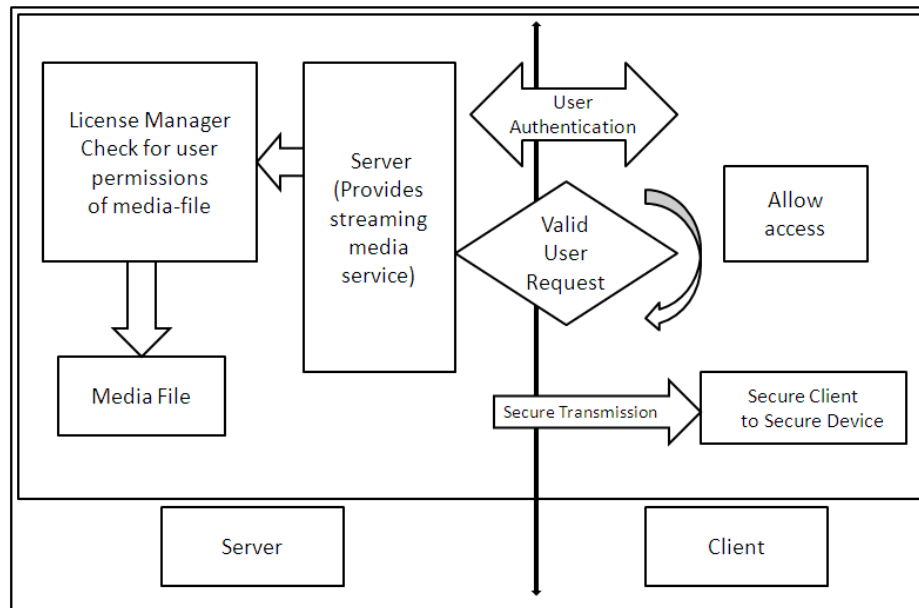 License Manager
Check for user
permissions
of media-file
Server
(Provides
streaming
media
service)
User
Authentication
Valid
User
Request
Allow
access
Media File
Secure Transmission
Secure Client
to Secure Device
Server
Client